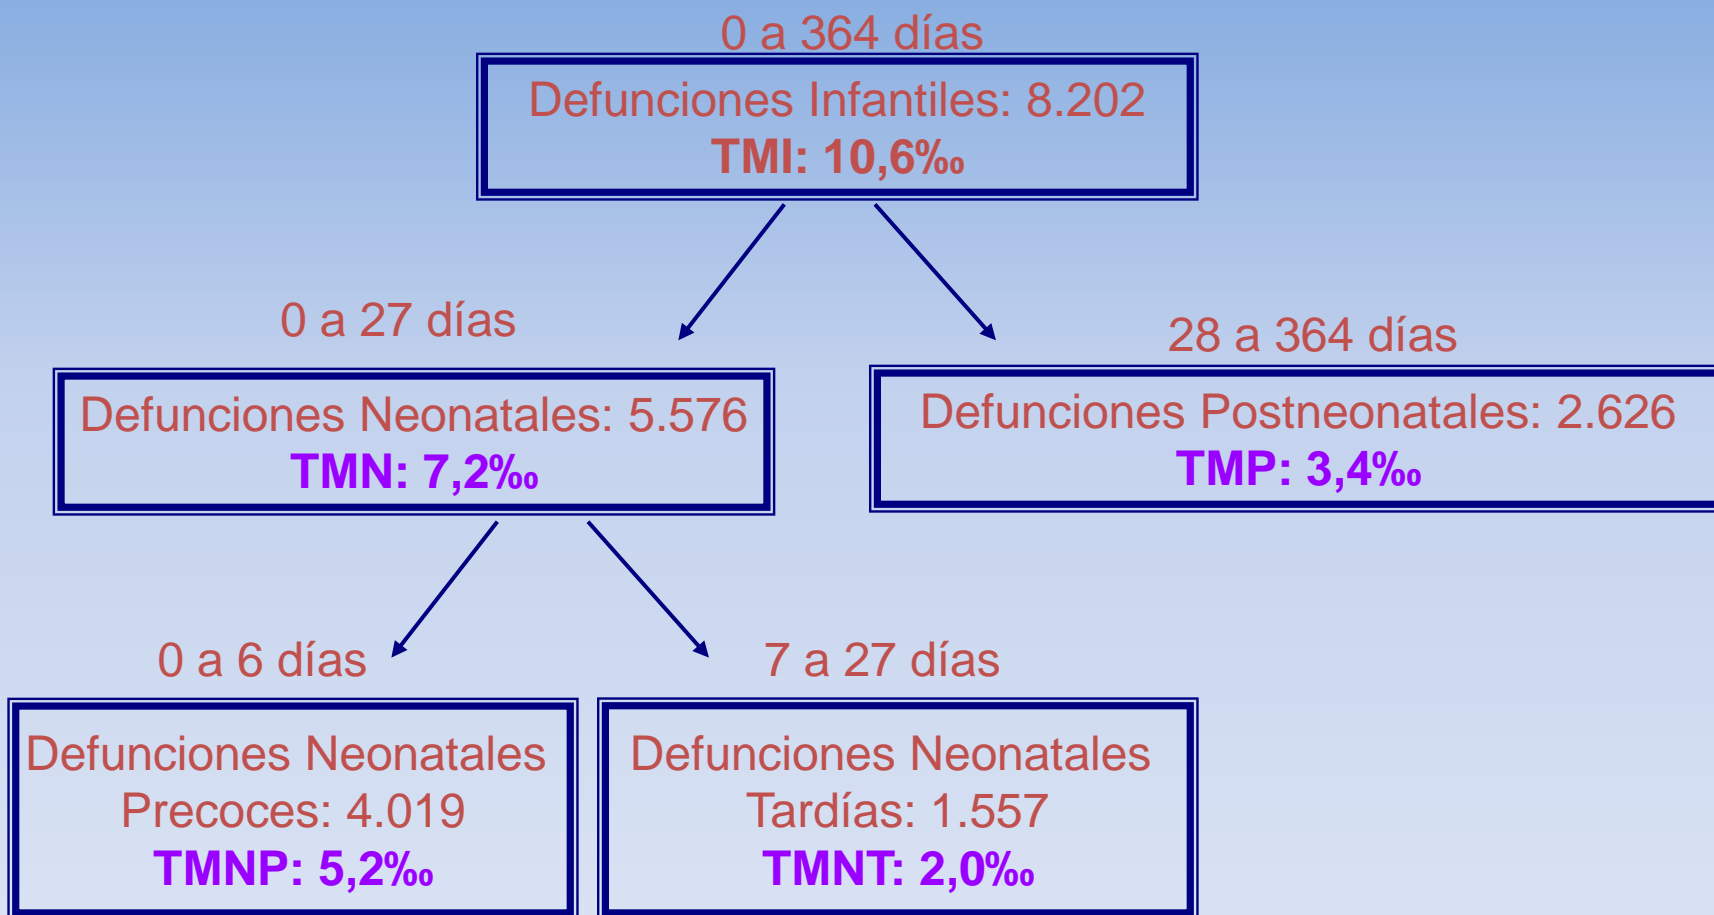 0 a 364 días
Defunciones Infantiles: 8.202
TMI: 10,6‰
0 a 27 días
Defunciones Neonatales: 5.576
TMN: 7,2‰
28 a 364 días
Defunciones Postneonatales: 2.626
TMP: 3,4‰
0 a 6 días
Defunciones Neonatales
Precoces: 4.019
TMNP: 5,2‰
7 a 27 días
Defunciones Neonatales
Tardías: 1.557
TMNT: 2,0‰